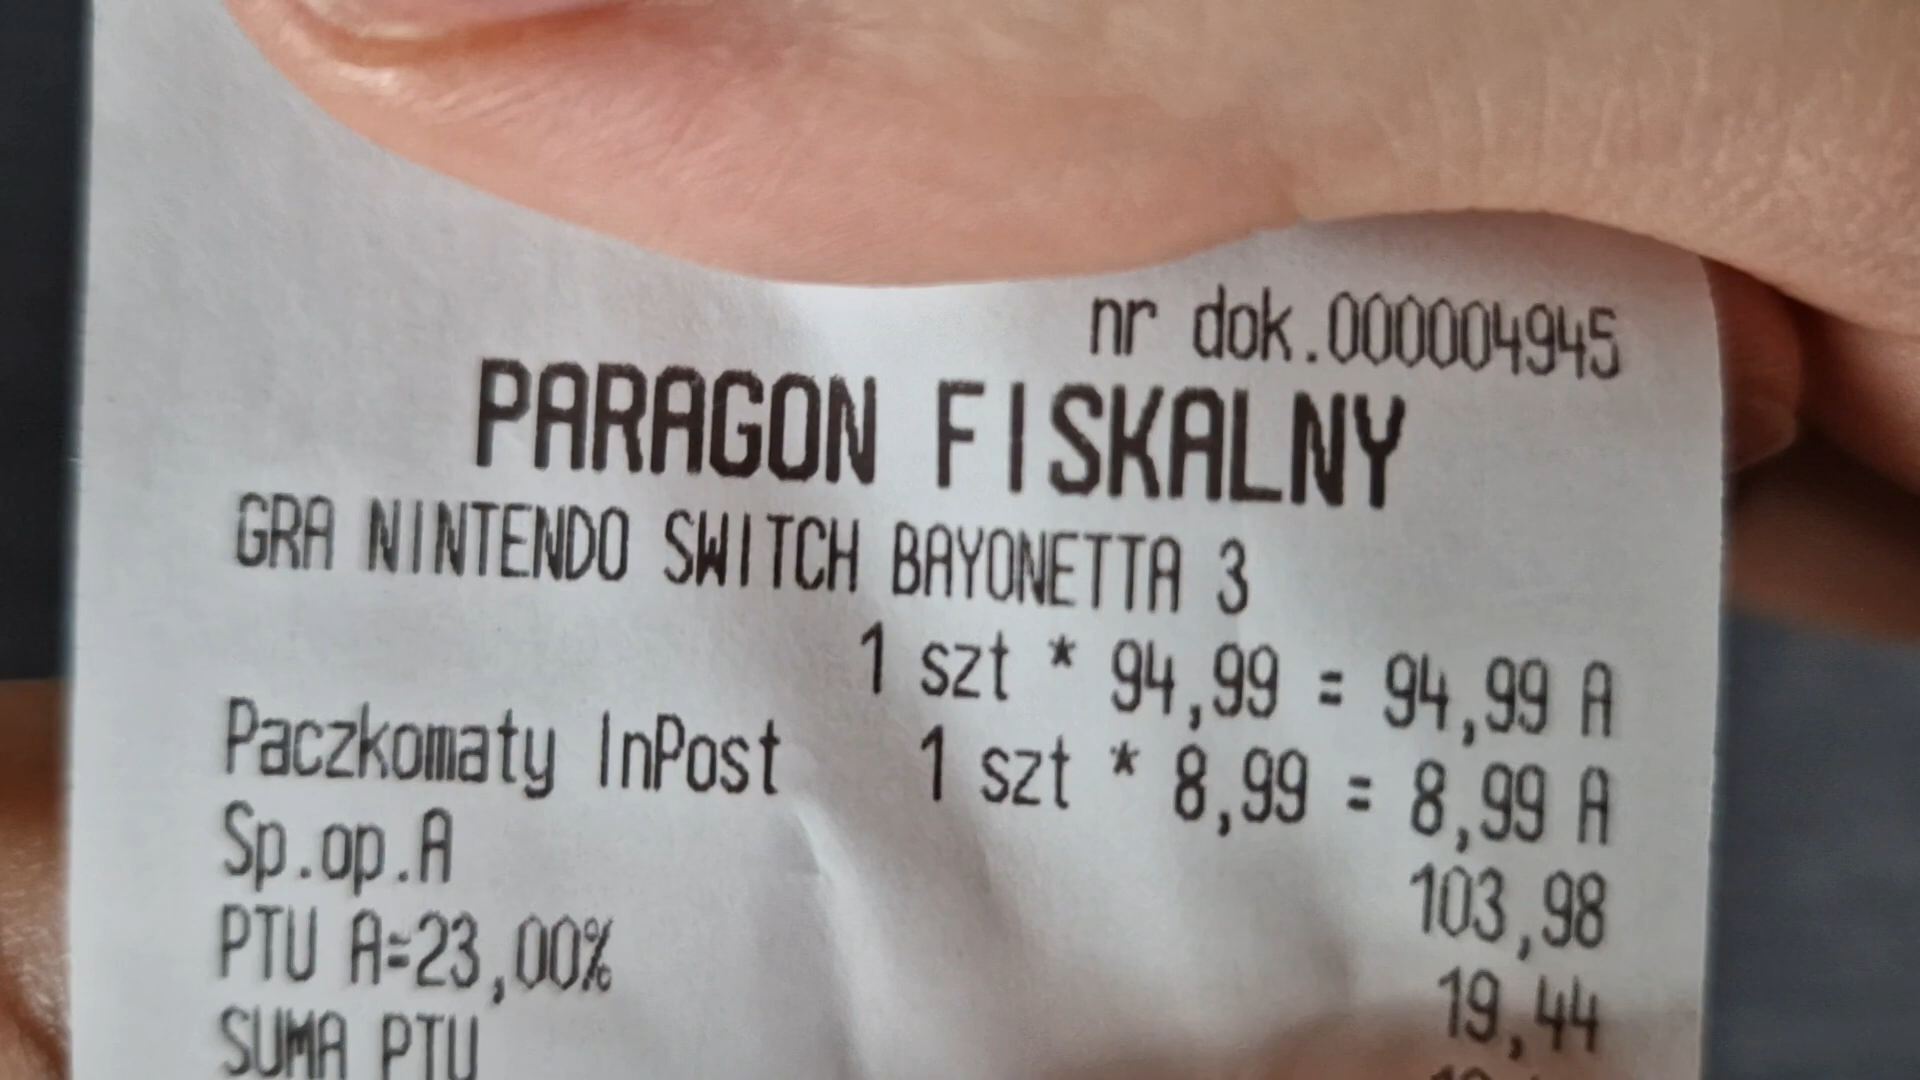 nr dok.000004945
PARAGON FISKALNY
GRA NINTENDO SWITCH BAYONETTA 3
1 szt * 94,99 = 94,99 A
Paczkomaty InPost 1 szt * 8,99 = 8,99 A
Sp.op.A 103,98
PTU A=23,00% 19,44
SUMA PTU